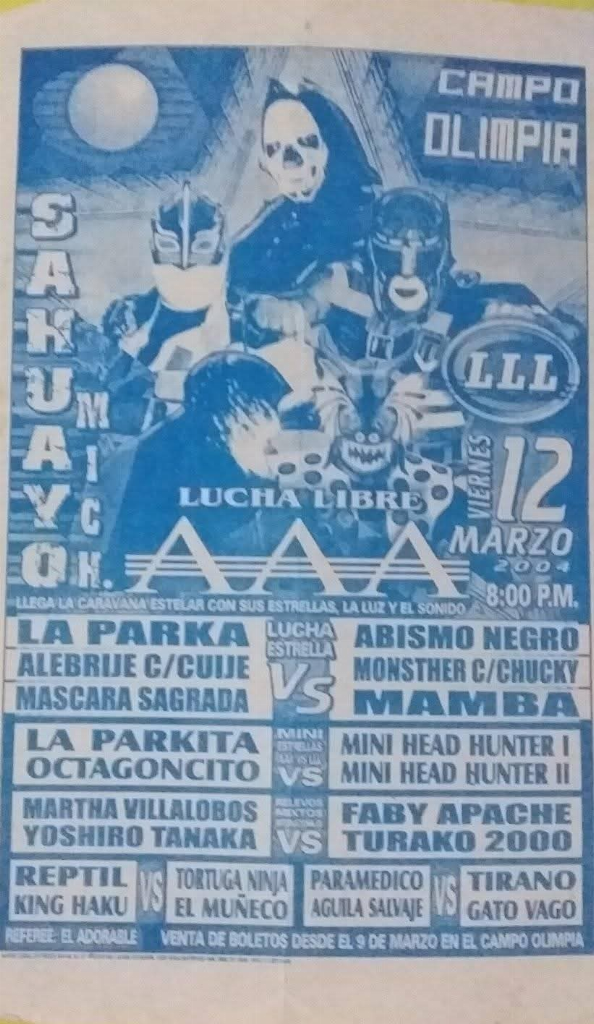 CAMPO
OLIMPIA
SAHUAYO
MICH.
LLL
VIERNES
12
MARZO
2004
8:00 P.M.
LUCHA LIBRE
AAA
LLEGA LA CARAVANA ESTELAR CON SUS ESTRELLAS, LA LUZ Y EL SONIDO
LA PARKA
ALEBRIJE C/CUIJE
MASCARA SAGRADA
LUCHA
ESTRELLA
VS
ABISMO NEGRO
MONSTHER C/CHUCKY
MAMBA
LA PARKITA
OCTAGONCITO
MINI
ESTRELLAS
AAA VS LLL
VS
MINI HEAD HUNTER I
MINI HEAD HUNTER II
MARTHA VILLALOBOS
YOSHIRO TANAKA
RELEVOS
MIXTOS
VS
FABY APACHE
TURAKO 2000
REPTIL
KING HAKU
VS
TORTUGA NINJA
EL MUÑECO
PARAMEDICO
AGUILA SALVAJE
VS
TIRANO
GATO VAGO
REFEREE: EL ADORABLE
VENTA DE BOLETOS DESDE EL 9 DE MARZO EN EL CAMPO OLIMPIA